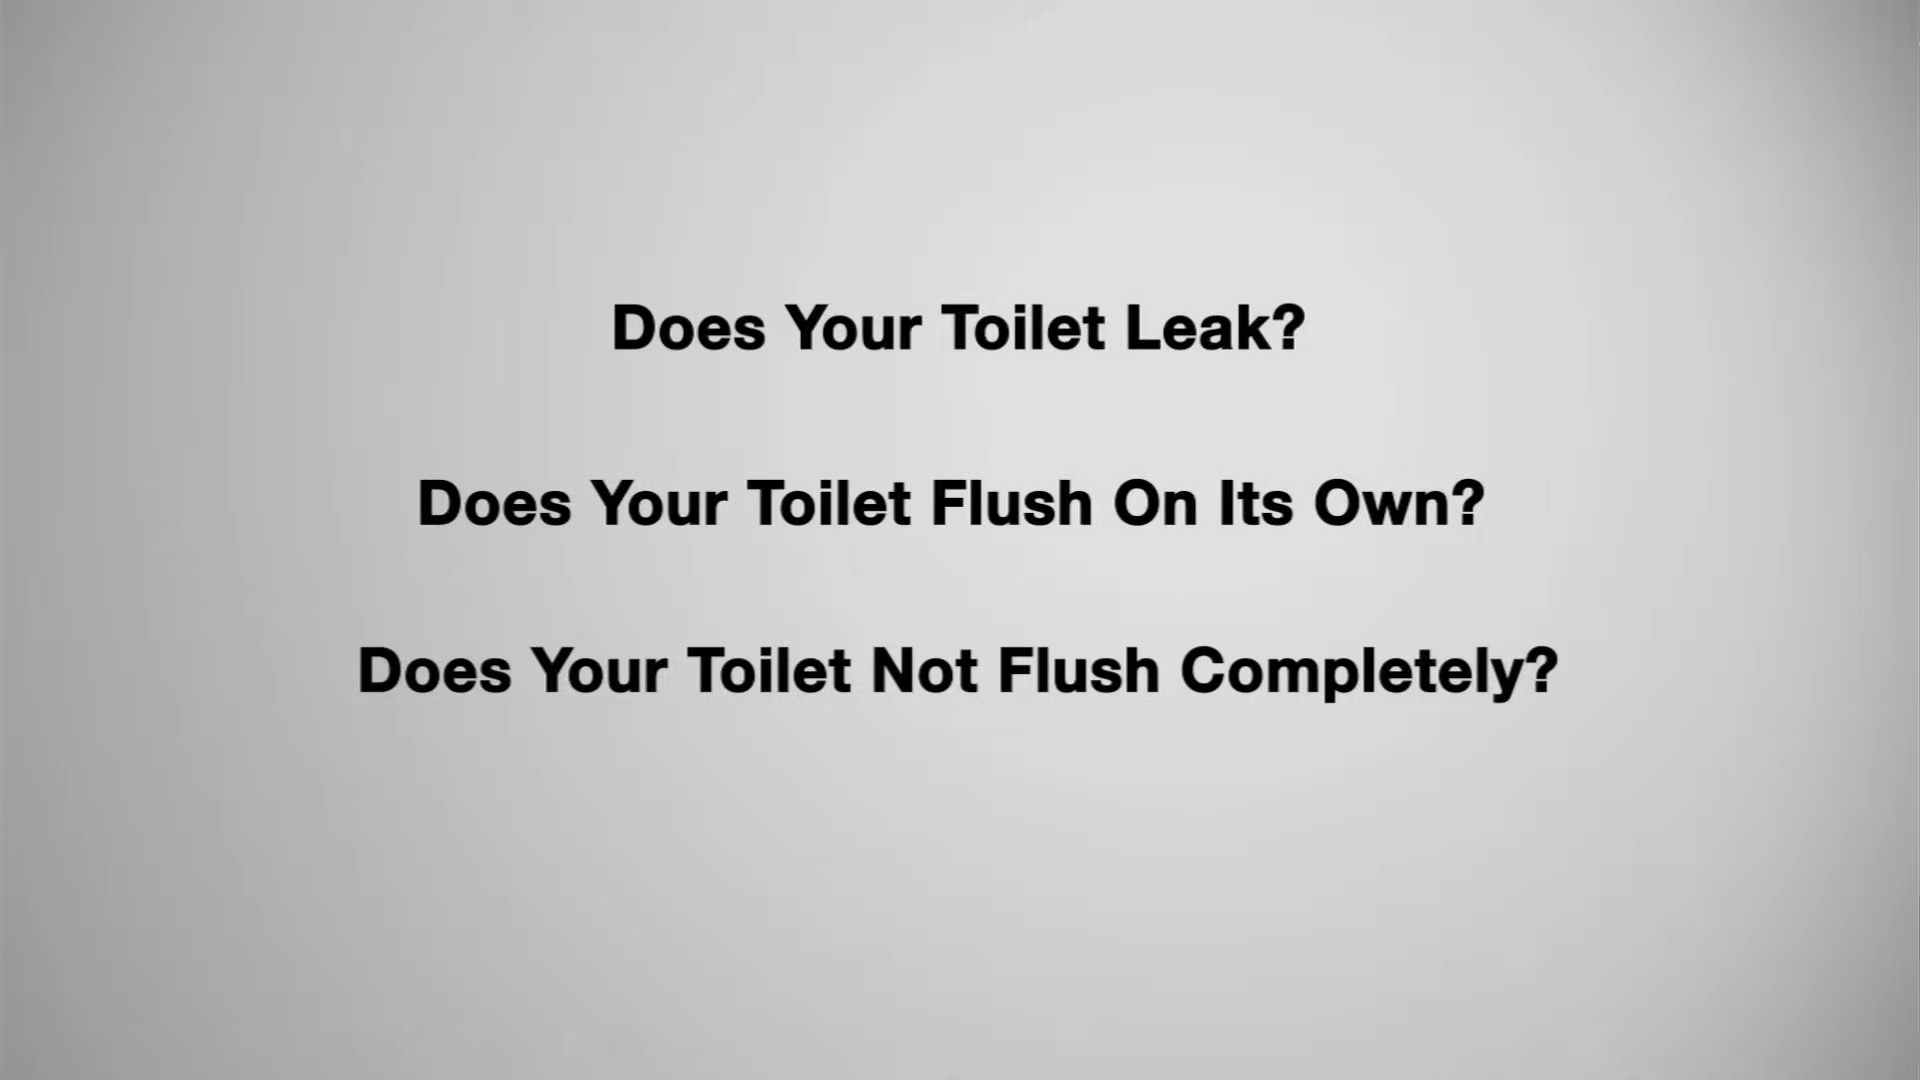 Does Your Toilet Leak?
Does Your Toilet Flush On Its Own?
Does Your Toilet Not Flush Completely?